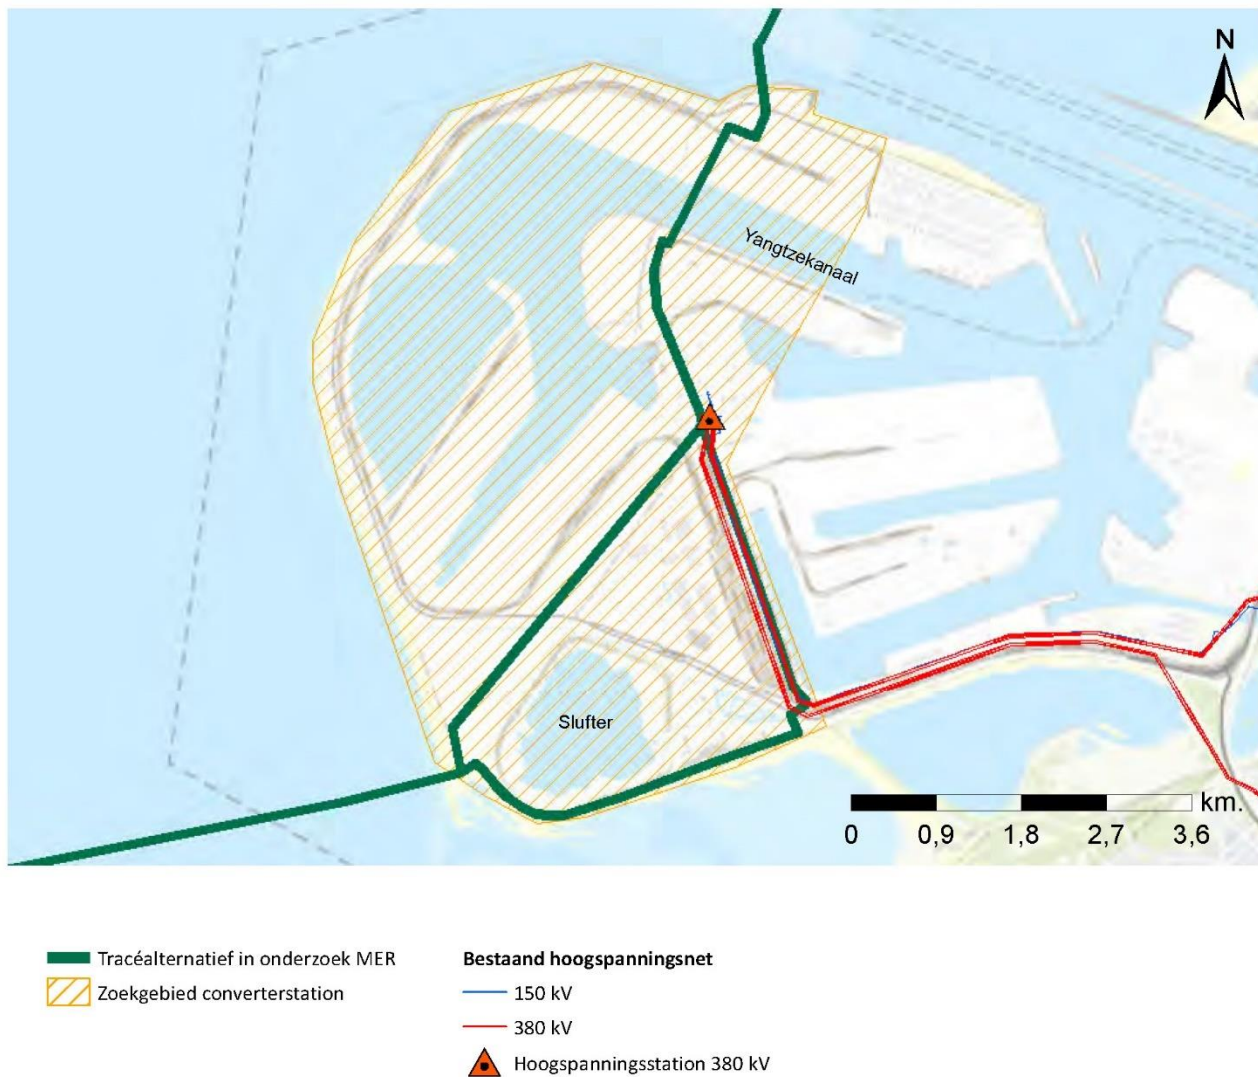 N
Yangtzekanaal
Slufter
km.
0 0,9 1,8 2,7 3,6
Tracéalternatief in onderzoek MER
Zoekgebied converterstation
Bestaand hoogspanningsnet
150 kV
380 kV
Hoogspanningsstation 380 kV